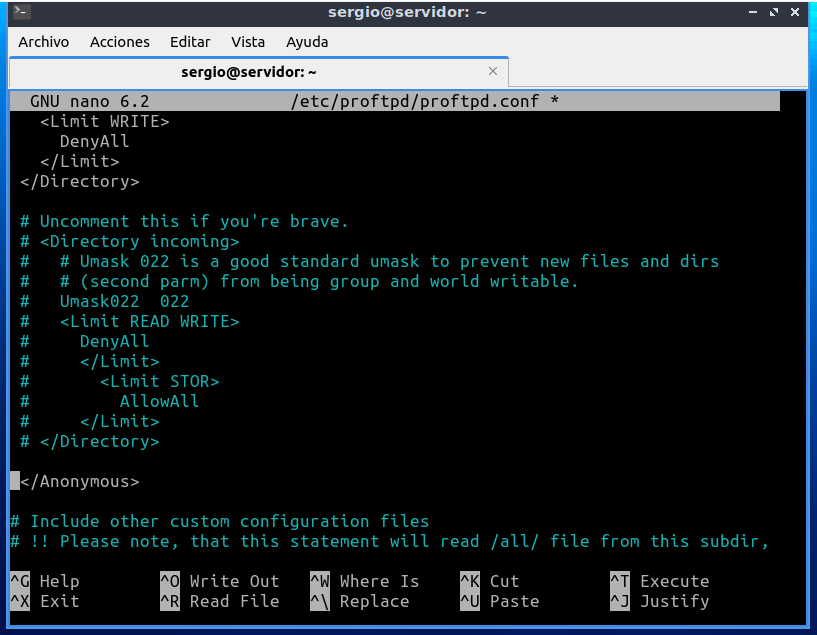 sergio@servidor: ~
Archivo Acciones Editar Vista Ayuda
sergio@servidor: ~
GNU nano 6.2 /etc/proftpd/proftpd.conf *
<Limit WRITE>
DenyAll
</Limit>
</Directory>
# Uncomment this if you're brave.
# <Directory incoming>
# # Umask 022 is a good standard umask to prevent new files and dirs
# # (second parm) from being group and world writable.
# Umask022 022
# <Limit READ WRITE>
# DenyAll
# </Limit>
# <Limit STOR>
# AllowAll
# </Limit>
# </Directory>
</Anonymous>
# Include other custom configuration files
# !! Please note, that this statement will read /all/ file from this subdir,
^G Help ^O Write Out ^W Where Is ^K Cut ^T Execute
^X Exit ^R Read File ^\ Replace ^U Paste ^J Justify